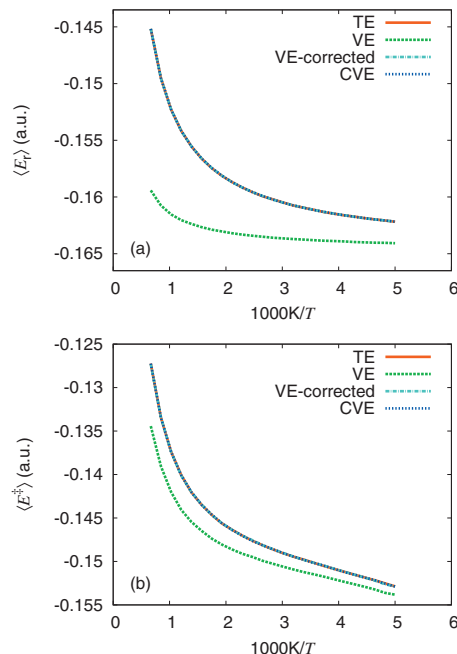 -0.145
-0.15
-0.155
-0.16
-0.165
⟨Er⟩ (a.u.)
TE
VE
VE-corrected
CVE
(a)
0 1 2 3 4 5 6
1000K/T
-0.125
-0.13
-0.135
-0.14
-0.145
-0.15
-0.155
⟨E‡⟩ (a.u.)
TE
VE
VE-corrected
CVE
(b)
0 1 2 3 4 5 6
1000K/T